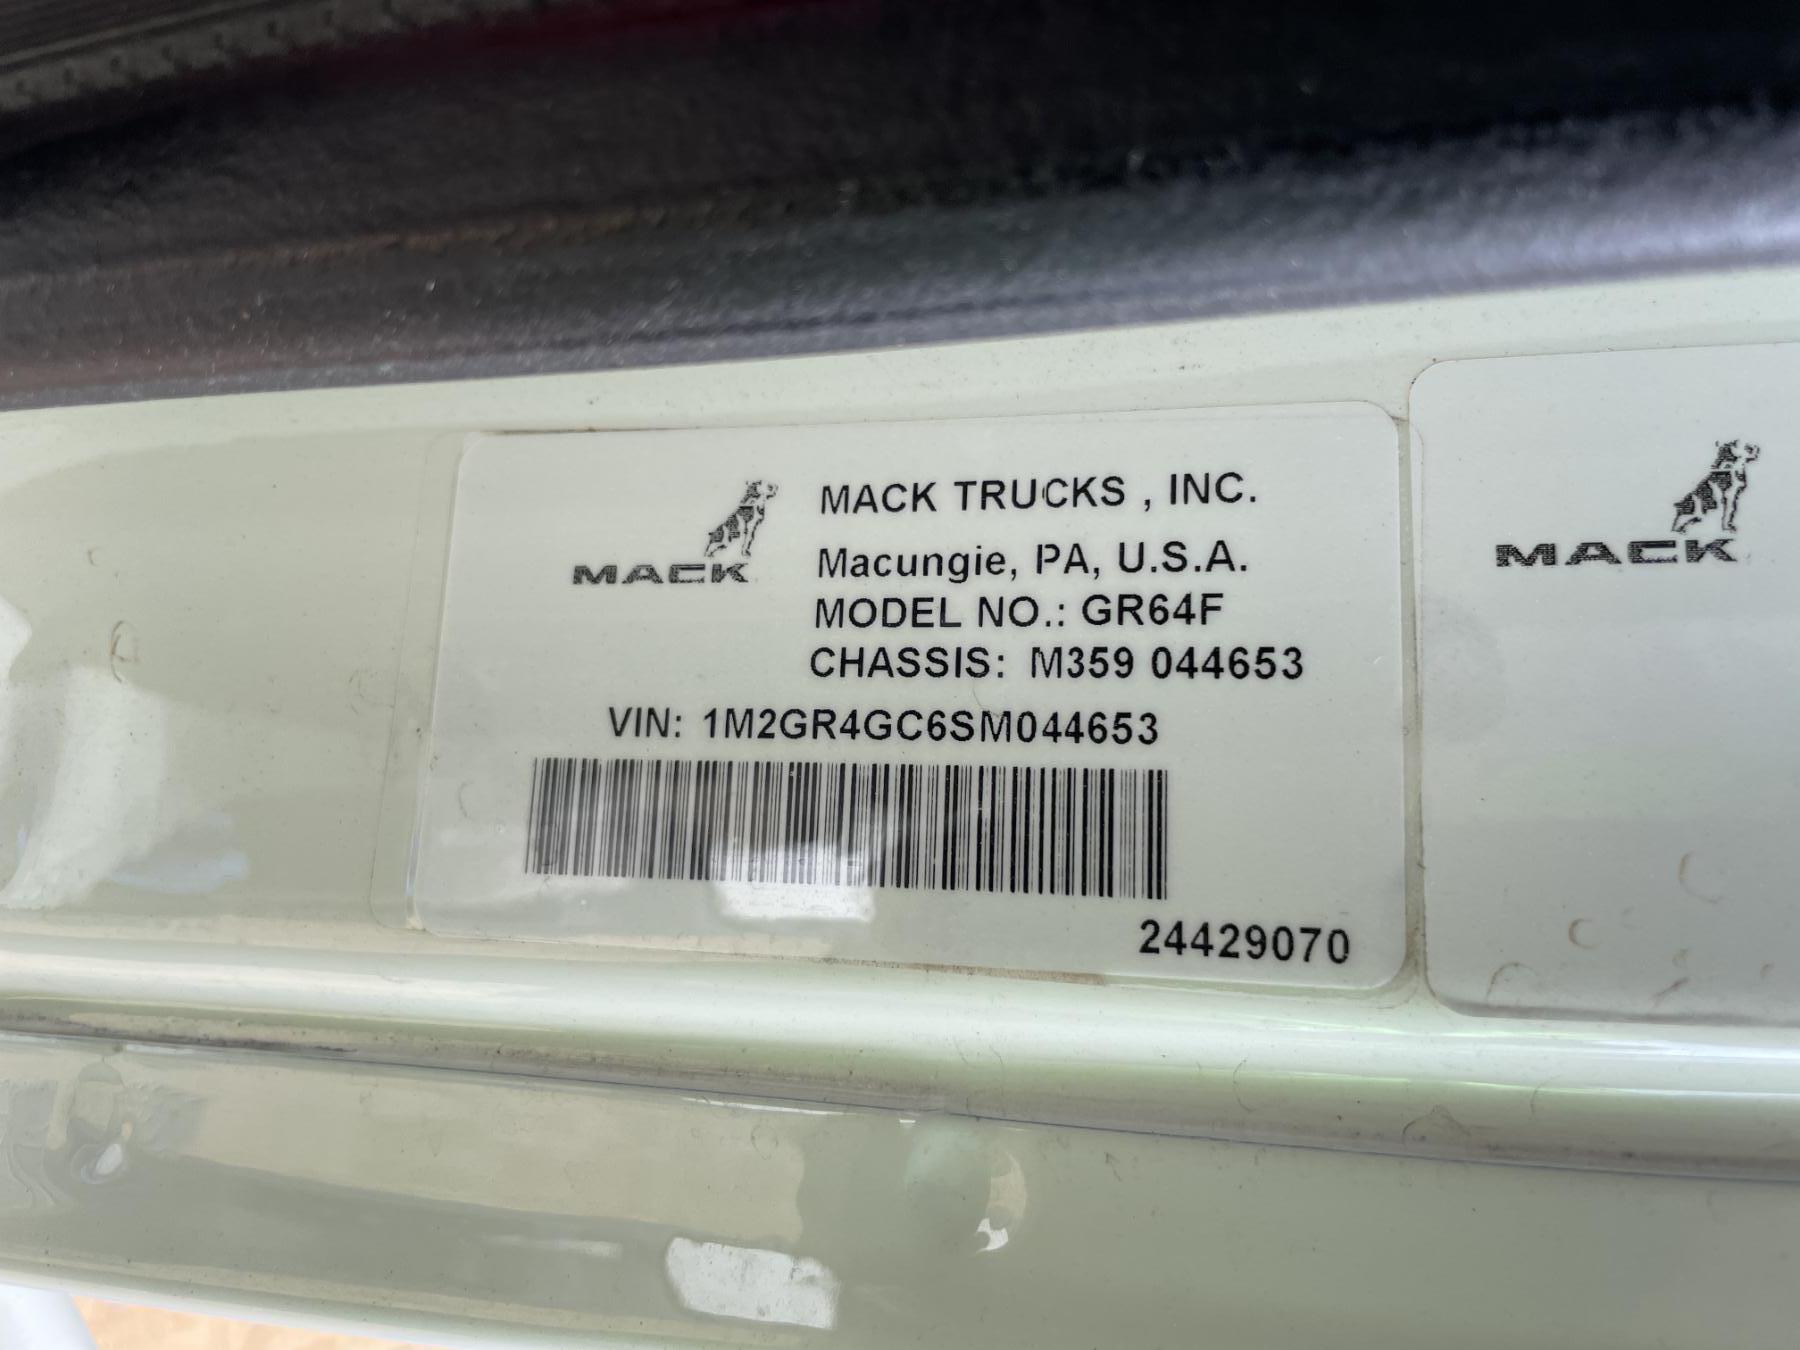 MACK
MACK TRUCKS , INC.
Macungie, PA, U.S.A.
MODEL NO.: GR64F
CHASSIS: M359 044653
VIN: 1M2GR4GC6SM044653
24429070
MACK